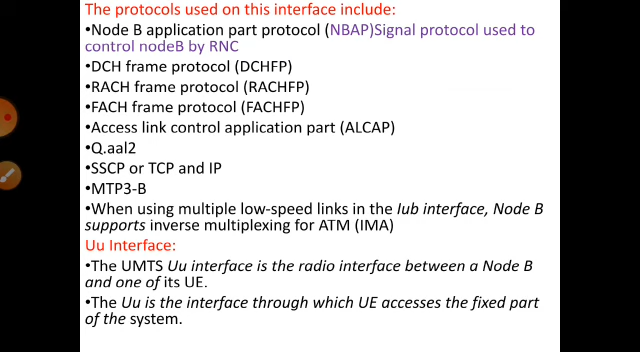 The protocols used on this interface include:
•Node B application part protocol (NBAP)Signal protocol used to
control nodeB by RNC
•DCH frame protocol (DCHFP)
•RACH frame protocol (RACHFP)
•FACH frame protocol (FACHFP)
•Access link control application part (ALCAP)
•Q.aal2
•SSCP or TCP and IP
•MTP3-B
•When using multiple low-speed links in the Iub interface, Node B
supports inverse multiplexing for ATM (IMA)
Uu Interface:
•The UMTS Uu interface is the radio interface between a Node B
and one of its UE.
•The Uu is the interface through which UE accesses the fixed part
of the system.